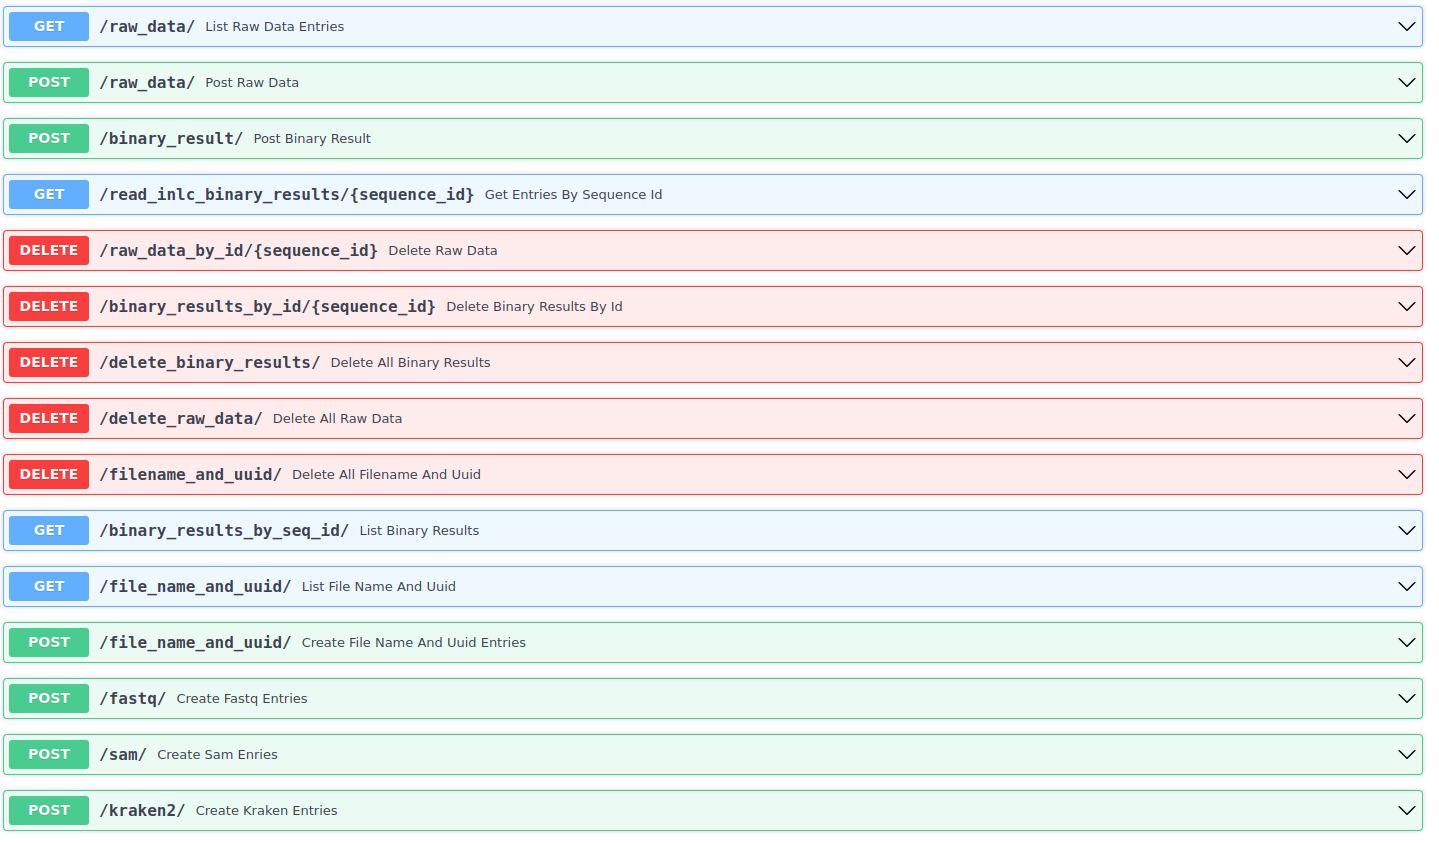 GET /raw_data/ List Raw Data Entries
POST /raw_data/ Post Raw Data
POST /binary_result/ Post Binary Result
GET /read_inlc_binary_results/{sequence_id} Get Entries By Sequence Id
DELETE /raw_data_by_id/{sequence_id} Delete Raw Data
DELETE /binary_results_by_id/{sequence_id} Delete Binary Results By Id
DELETE /delete_binary_results/ Delete All Binary Results
DELETE /delete_raw_data/ Delete All Raw Data
DELETE /filename_and_uuid/ Delete All Filename And Uuid
GET /binary_results_by_seq_id/ List Binary Results
GET /file_name_and_uuid/ List File Name And Uuid
POST /file_name_and_uuid/ Create File Name And Uuid Entries
POST /fastq/ Create Fastq Entries
POST /sam/ Create Sam Enries
POST /kraken2/ Create Kraken Entries